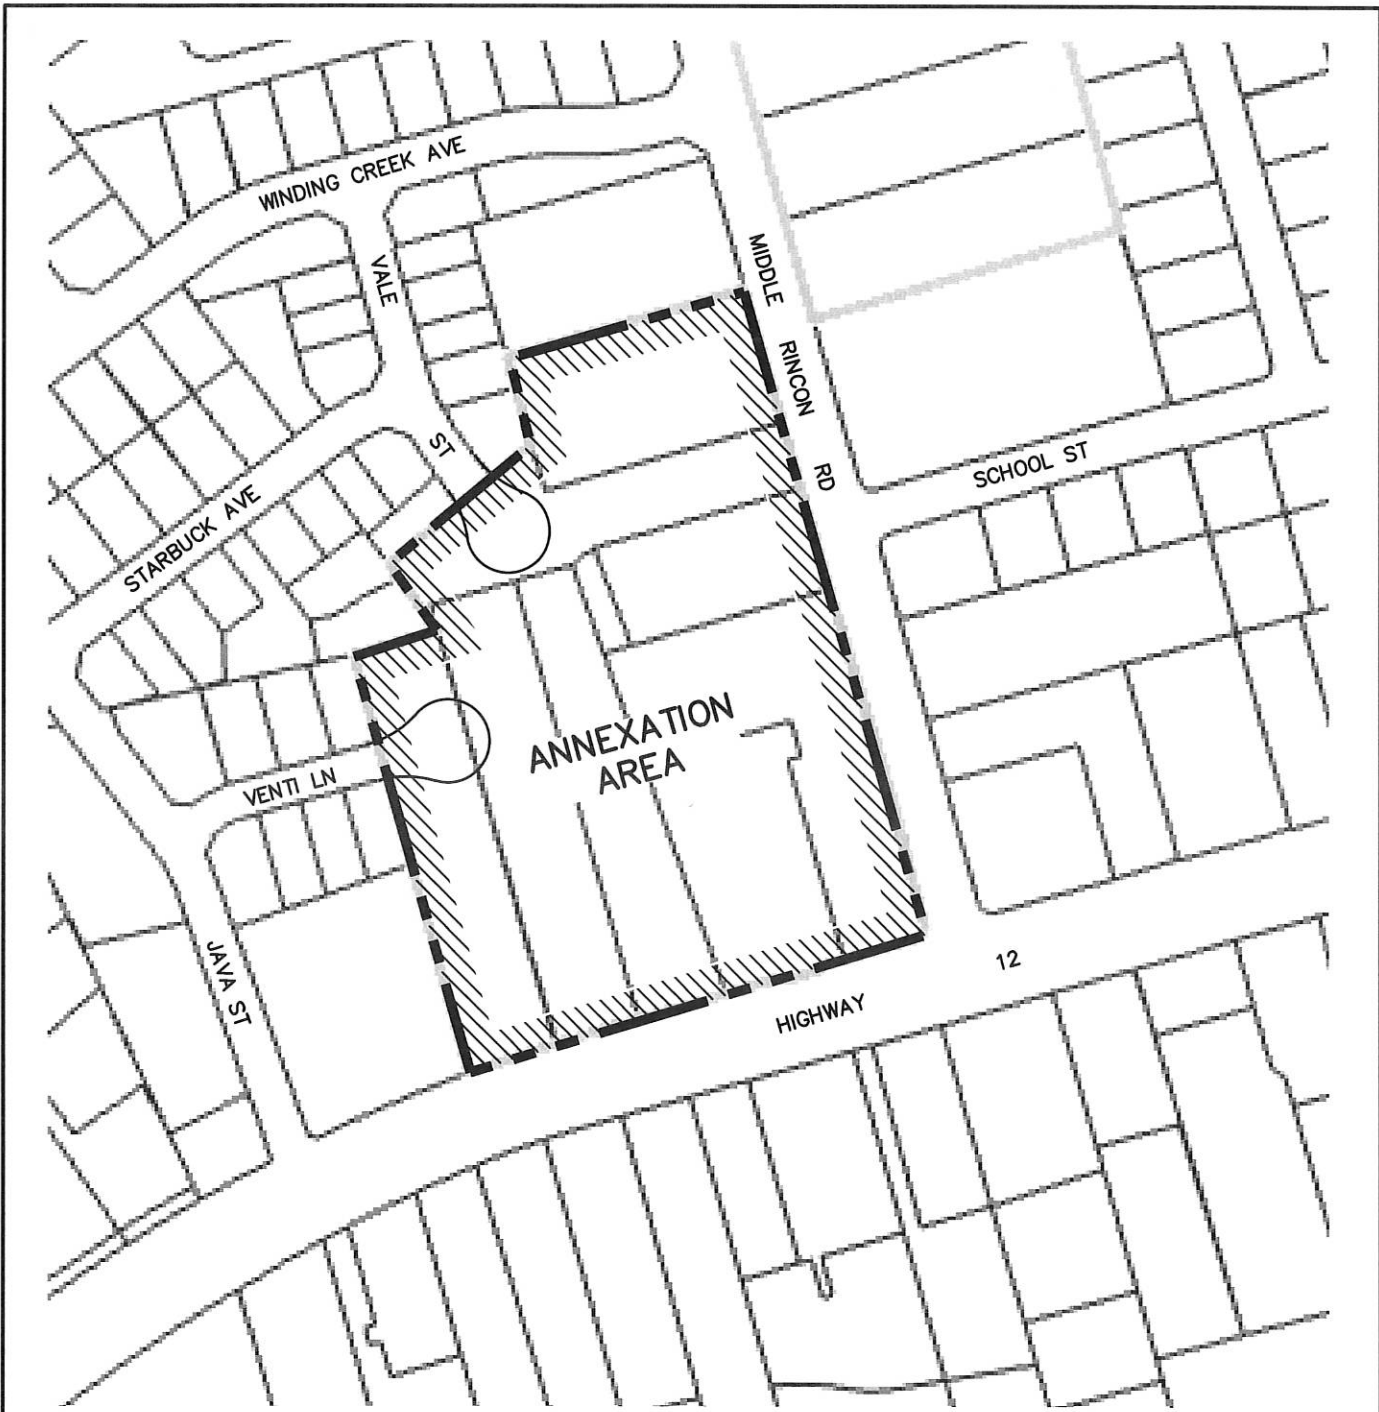 WINDING CREEK AVE
VALE
ST
MIDDLE
RINCON
RD
SCHOOL ST
STARBUCK AVE
ANNEXATION
AREA
VENTI LN
JAVA ST
12
HIGHWAY